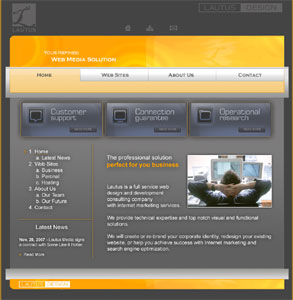 LAUTUS
LAUTUS DESIGN
YOUR PARTNER
WEB MEDIA SOLUTION
HOME
WEB SITES
ABOUT US
CONTACT
Customer
support
READ MORE
Connection
guarantee
READ MORE
Operational
research
READ MORE
1. Home
a. Latest News
2. Web Sites
a. Business
b. Personal
c. Hosting
3. About Us
a. Our Team
b. Our Future
4. Contact
The professional solution
perfect for you business
Lautus is a full service web
design and development
consulting company
with internet marketing services.
We provide technical expertise and top notch visual and functional
solutions.
We will create or re-brand your corporate identity, redesign your existing
website, or help you achieve success with Internet marketing and
search engine optimization.
Latest News
Nov. 28, 2007 - Lautus Media signs
a contract with Some Like It Home
Read More
LAUTUS DESIGN